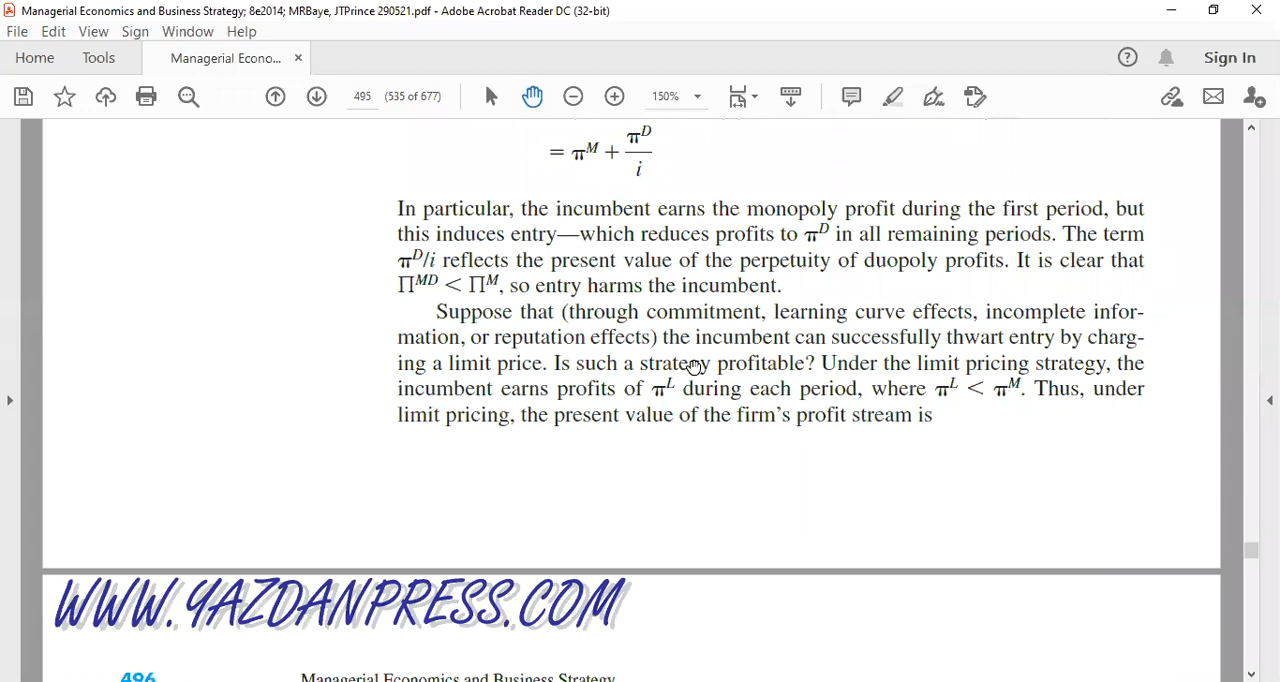 Managerial Economics and Business Strategy; 8e2014; MRBaye, JTPrince 290521.pdf - Adobe Acrobat Reader DC (32-bit)
File Edit View Sign Window Help
Home Tools Managerial Econo... × Sign In
495 (535 of 677) 150%
= π^M + π^D / i
In particular, the incumbent earns the monopoly profit during the first period, but
this induces entry—which reduces profits to π^D in all remaining periods. The term
π^D/i reflects the present value of the perpetuity of duopoly profits. It is clear that
Π^MD < Π^M, so entry harms the incumbent.
Suppose that (through commitment, learning curve effects, incomplete infor-
mation, or reputation effects) the incumbent can successfully thwart entry by charg-
ing a limit price. Is such a strategy profitable? Under the limit pricing strategy, the
incumbent earns profits of π^L during each period, where π^L < π^M. Thus, under
limit pricing, the present value of the firm's profit stream is
WWW.YAZDANPRESS.COM
496 Managerial Economics and Business Strategy